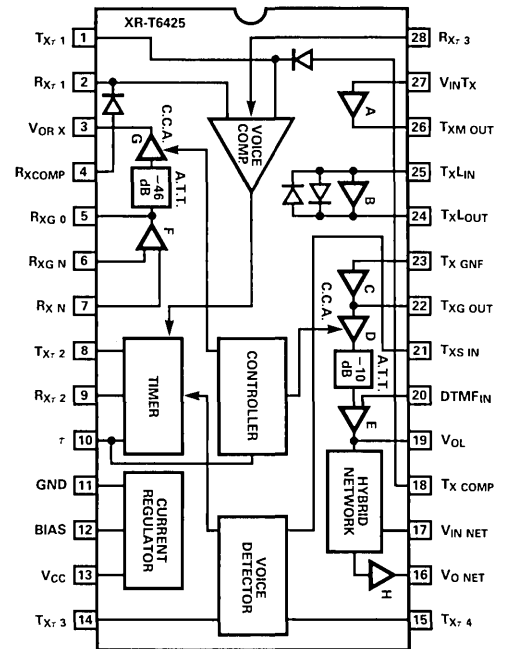 XR-T6425
TXT 1 1
RXT 1 2
VOR X 3
RXCOMP 4
RXG 0 5
RXG N 6
RX N 7
TXT 2 8
RXT 2 9
τ 10
GND 11
BIAS 12
VCC 13
TXT 3 14
28 RXT 3
27 VINTX
26 TXM OUT
25 TXLIN
24 TXLOUT
23 TX GNF
22 TXG OUT
21 TXS IN
20 DTMFIN
19 VOL
18 TX COMP
17 VIN NET
16 VO NET
15 TXT 4
VOICE
COMP.
C.C.A.
G
A.T.T.
−46
dB
F
A
B
C
C.C.A.
D
A.T.T.
−10
dB
E
TIMER
CONTROLLER
CURRENT
REGULATOR
VOICE
DETECTOR
HYBRID
NETWORK
H